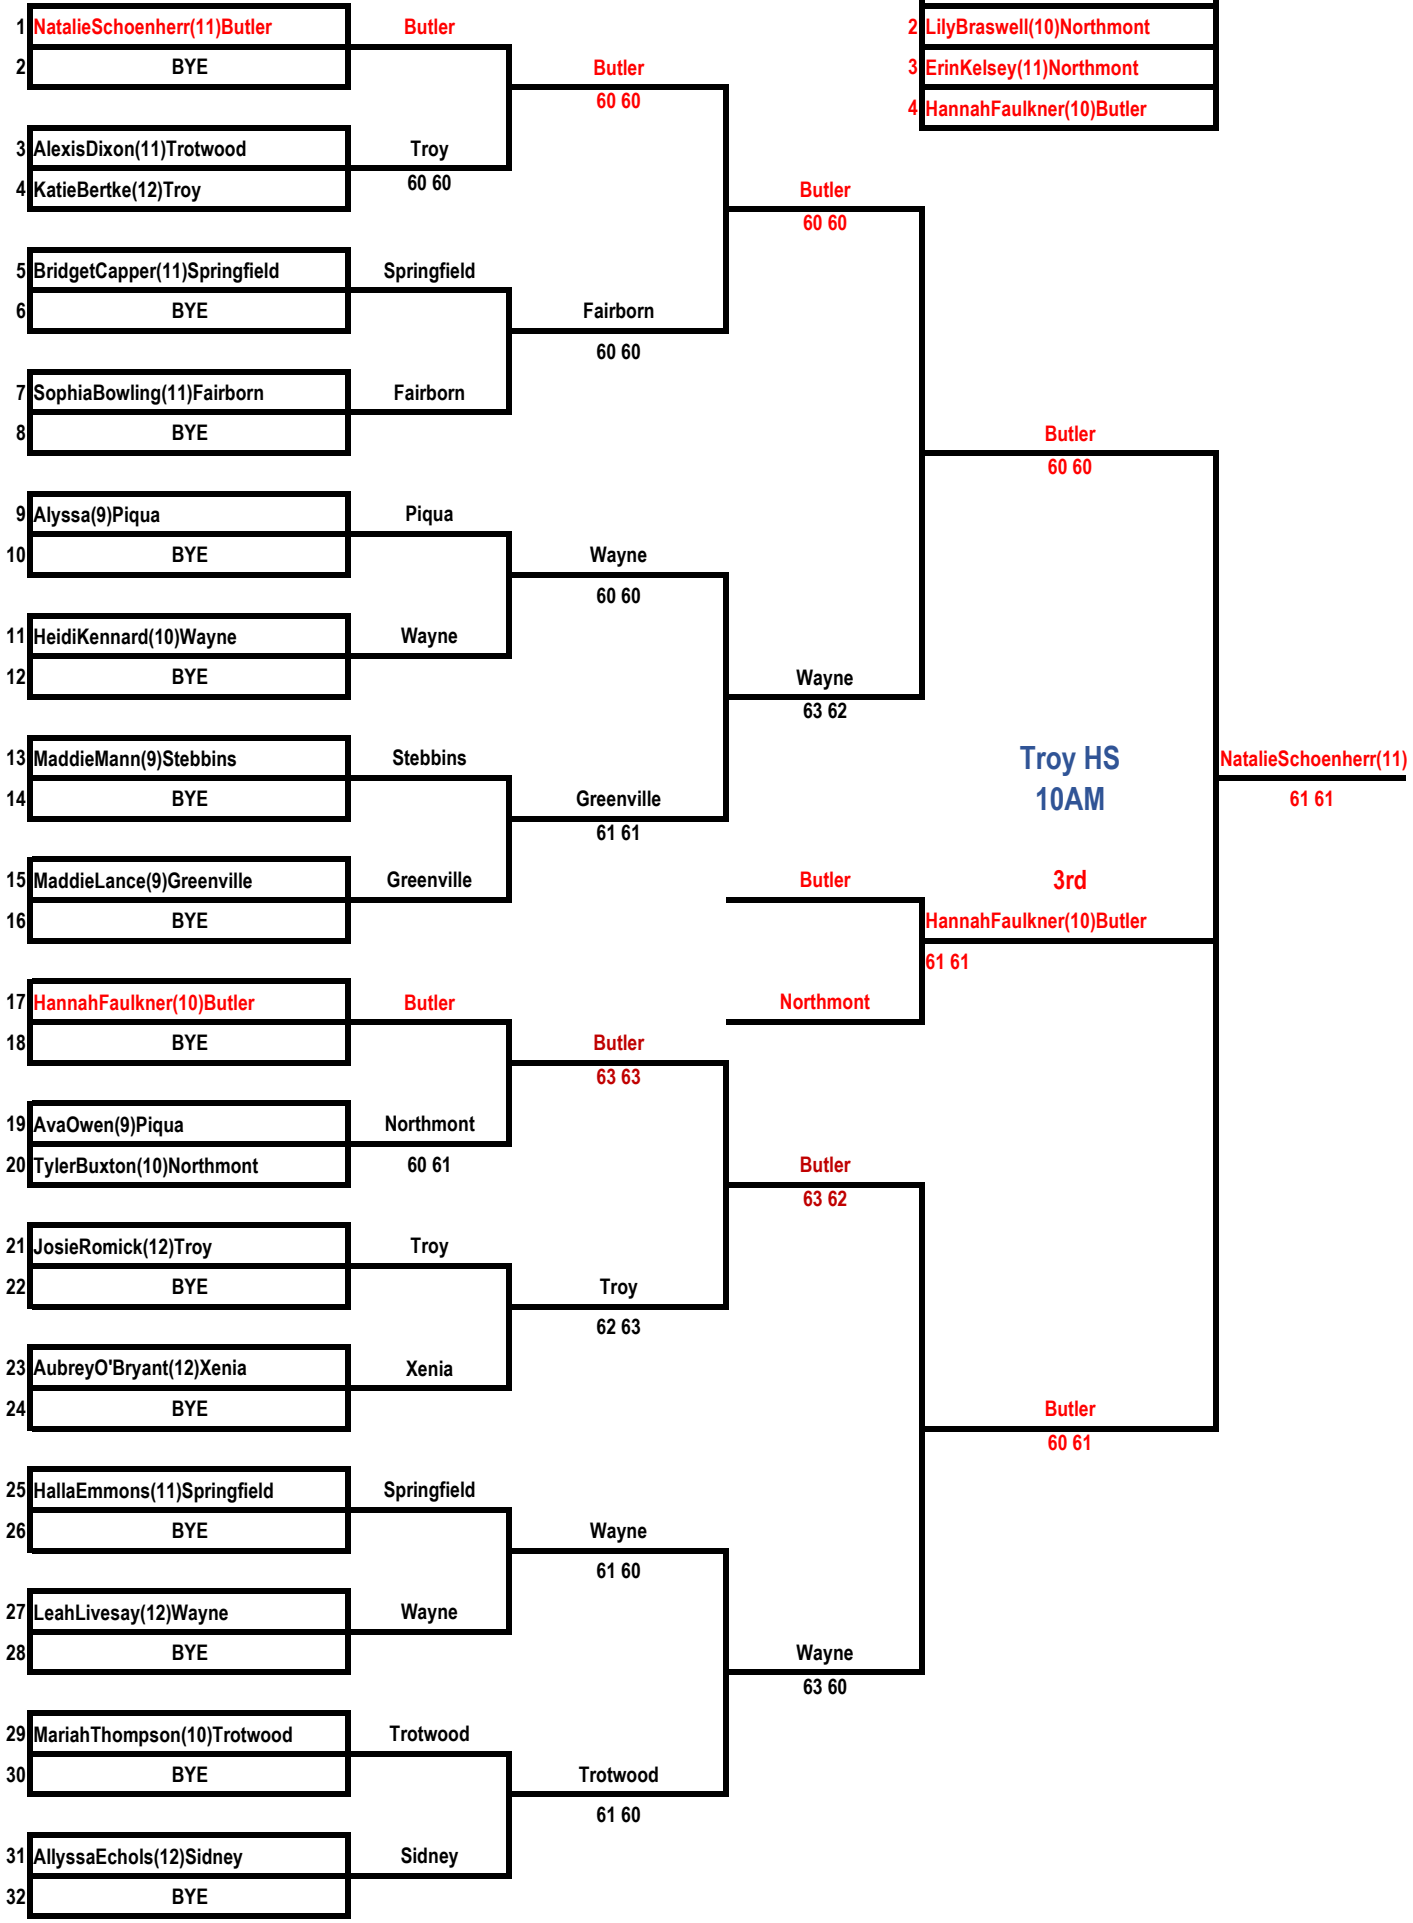 1 NatalieSchoenherr(11)Butler Butler 2 LilyBraswell(10)Northmont
2 BYE Butler 3 ErinKelsey(11)Northmont
60 60 4 HannahFaulkner(10)Butler
3 AlexisDixon(11)Trotwood Troy
4 KatieBertke(12)Troy 60 60 Butler
60 60
5 BridgetCapper(11)Springfield Springfield
6 BYE Fairborn
60 60
7 SophiaBowling(11)Fairborn Fairborn
8 BYE Butler
60 60
9 Alyssa(9)Piqua Piqua
10 BYE Wayne
60 60
11 HeidiKennard(10)Wayne Wayne
12 BYE Wayne
63 62
13 MaddieMann(9)Stebbins Stebbins Troy HS NatalieSchoenherr(11)
14 BYE Greenville 10AM 61 61
61 61
15 MaddieLance(9)Greenville Greenville Butler 3rd
16 BYE HannahFaulkner(10)Butler
61 61
17 HannahFaulkner(10)Butler Butler Northmont
18 BYE Butler
63 63
19 AvaOwen(9)Piqua Northmont
20 TylerBuxton(10)Northmont 60 61 Butler
63 62
21 JosieRomick(12)Troy Troy
22 BYE Troy
62 63
23 AubreyO'Bryant(12)Xenia Xenia
24 BYE Butler
60 61
25 HallaEmmons(11)Springfield Springfield
26 BYE Wayne
61 60
27 LeahLivesay(12)Wayne Wayne
28 BYE Wayne
63 60
29 MariahThompson(10)Trotwood Trotwood
30 BYE Trotwood
61 60
31 AllyssaEchols(12)Sidney Sidney
32 BYE